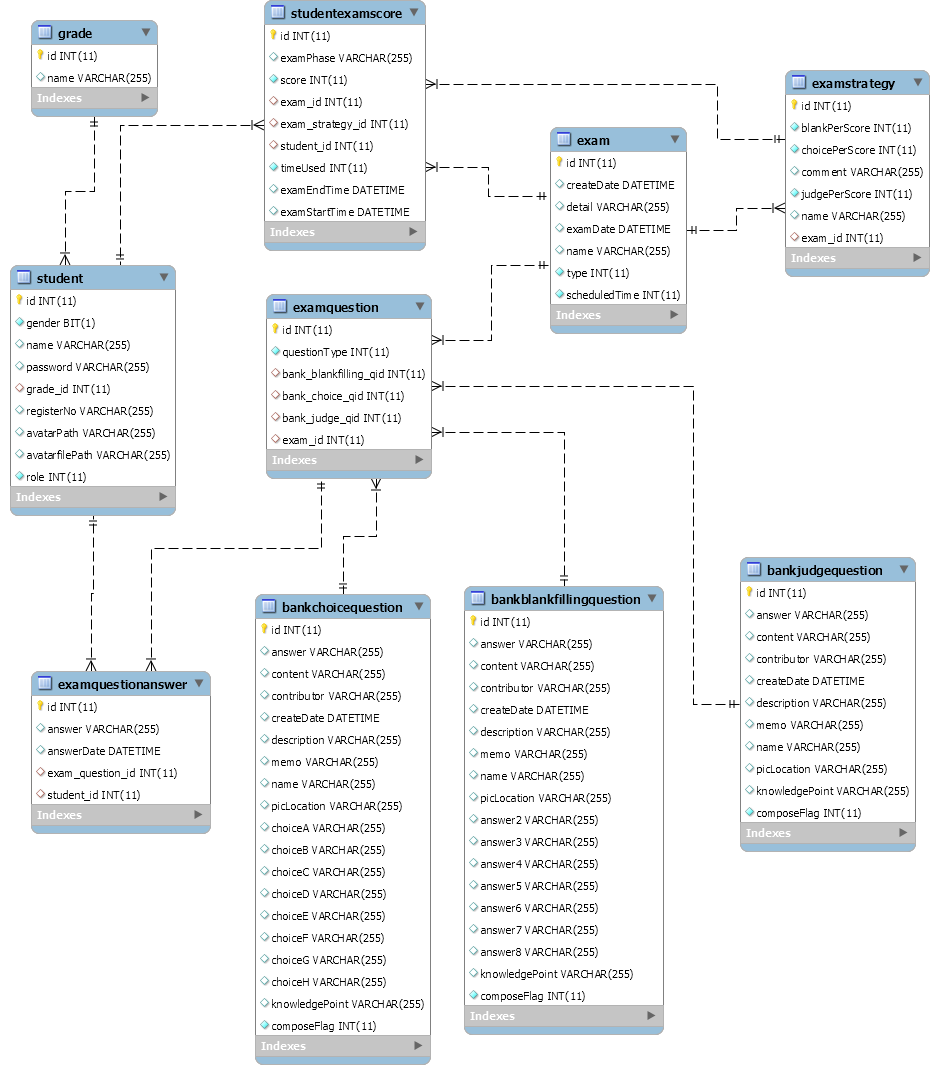 grade
id INT(11)
name VARCHAR(255)
Indexes
studentexamscore
id INT(11)
examPhase VARCHAR(255)
score INT(11)
exam_id INT(11)
exam_strategy_id INT(11)
student_id INT(11)
timeUsed INT(11)
examEndTime DATETIME
examStartTime DATETIME
Indexes
examstrategy
id INT(11)
blankPerScore INT(11)
choicePerScore INT(11)
comment VARCHAR(255)
judgePerScore INT(11)
name VARCHAR(255)
exam_id INT(11)
Indexes
exam
id INT(11)
createDate DATETIME
detail VARCHAR(255)
examDate DATETIME
name VARCHAR(255)
type INT(11)
scheduledTime INT(11)
Indexes
student
id INT(11)
gender BIT(1)
name VARCHAR(255)
password VARCHAR(255)
grade_id INT(11)
registerNo VARCHAR(255)
avatarPath VARCHAR(255)
avatarfilePath VARCHAR(255)
role INT(11)
Indexes
examquestion
id INT(11)
questionType INT(11)
bank_blankfilling_qid INT(11)
bank_choice_qid INT(11)
bank_judge_qid INT(11)
exam_id INT(11)
Indexes
examquestionanswer
id INT(11)
answer VARCHAR(255)
answerDate DATETIME
exam_question_id INT(11)
student_id INT(11)
Indexes
bankchoicequestion
id INT(11)
answer VARCHAR(255)
content VARCHAR(255)
contributor VARCHAR(255)
createDate DATETIME
description VARCHAR(255)
memo VARCHAR(255)
name VARCHAR(255)
picLocation VARCHAR(255)
choiceA VARCHAR(255)
choiceB VARCHAR(255)
choiceC VARCHAR(255)
choiceD VARCHAR(255)
choiceE VARCHAR(255)
choiceF VARCHAR(255)
choiceG VARCHAR(255)
choiceH VARCHAR(255)
knowledgePoint VARCHAR(255)
composeFlag INT(11)
Indexes
bankblankfillingquestion
id INT(11)
answer VARCHAR(255)
content VARCHAR(255)
contributor VARCHAR(255)
createDate DATETIME
description VARCHAR(255)
memo VARCHAR(255)
name VARCHAR(255)
picLocation VARCHAR(255)
answer2 VARCHAR(255)
answer3 VARCHAR(255)
answer4 VARCHAR(255)
answer5 VARCHAR(255)
answer6 VARCHAR(255)
answer7 VARCHAR(255)
answer8 VARCHAR(255)
knowledgePoint VARCHAR(255)
composeFlag INT(11)
Indexes
bankjudgequestion
id INT(11)
answer VARCHAR(255)
content VARCHAR(255)
contributor VARCHAR(255)
createDate DATETIME
description VARCHAR(255)
memo VARCHAR(255)
name VARCHAR(255)
picLocation VARCHAR(255)
knowledgePoint VARCHAR(255)
composeFlag INT(11)
Indexes